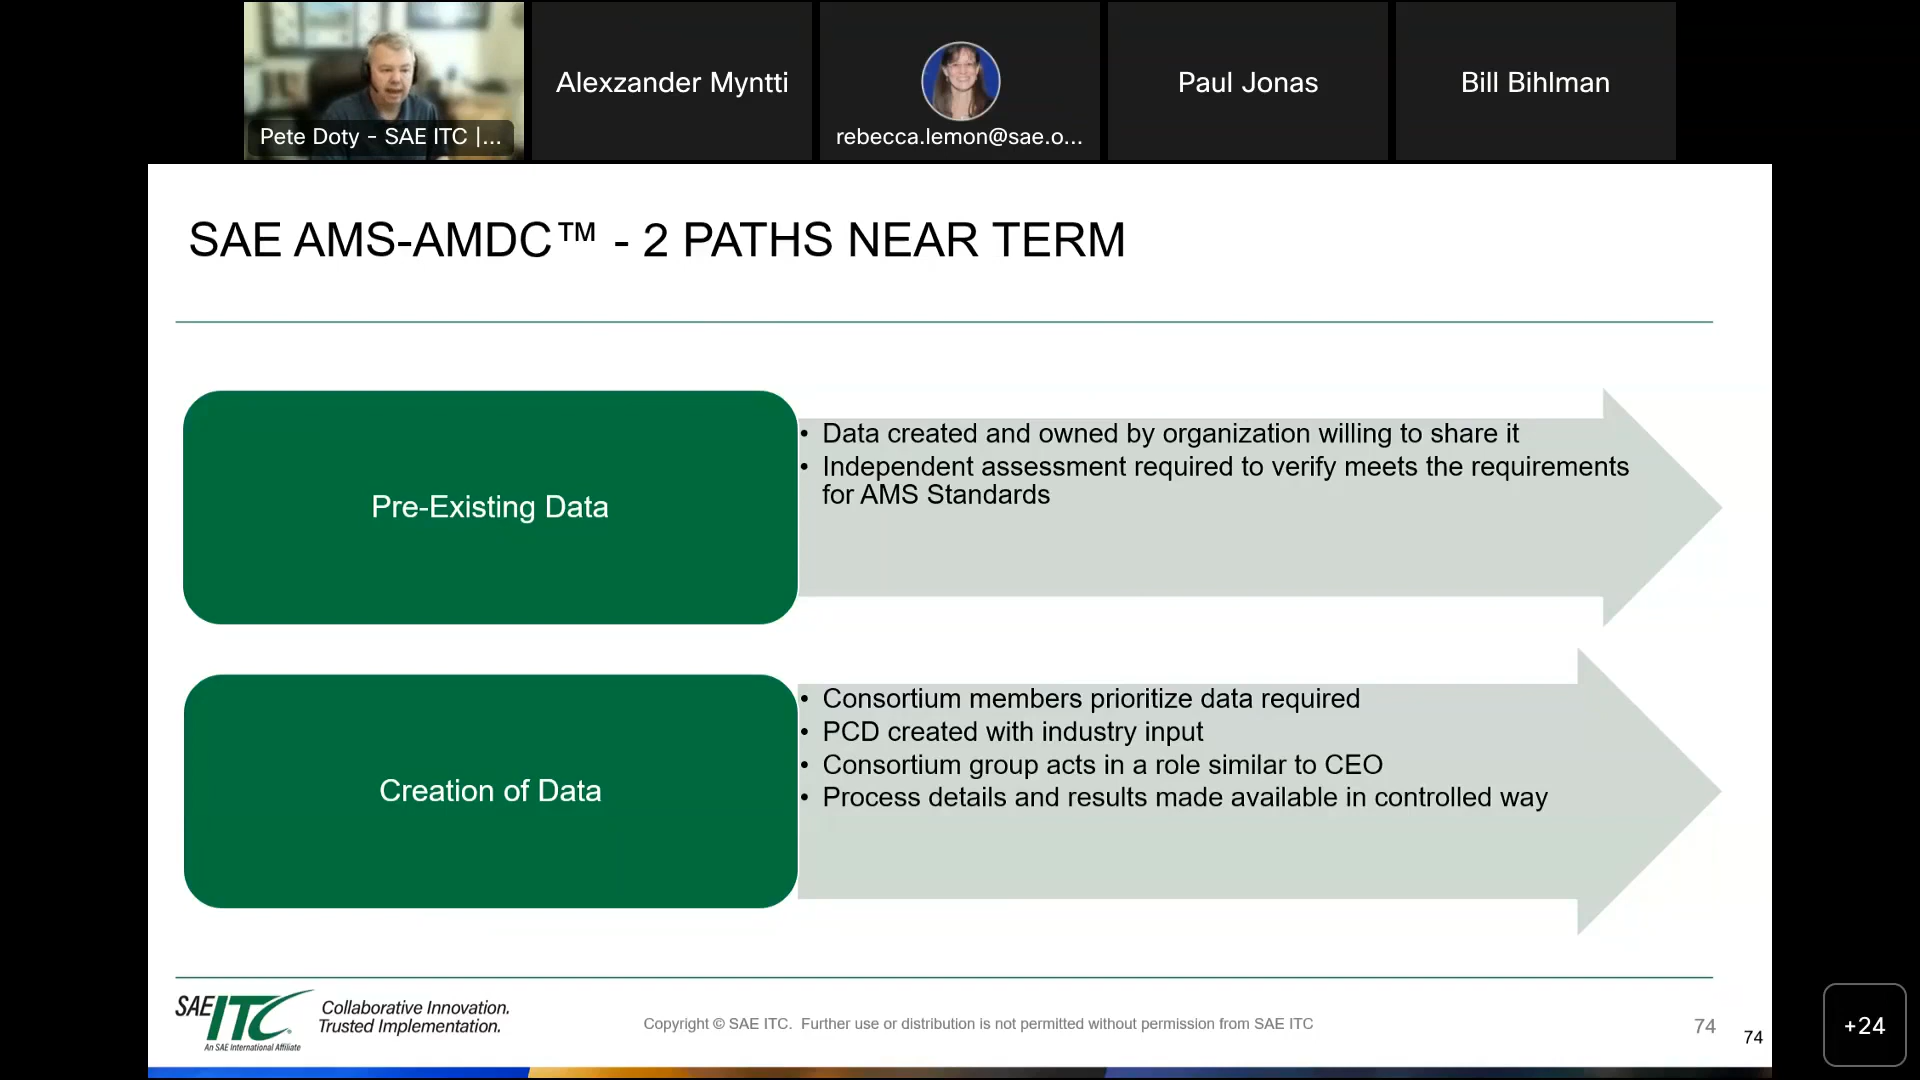 Pete Doty - SAE ITC |...
Alexzander Myntti
rebecca.lemon@sae.o...
Paul Jonas
Bill Bihlman
SAE AMS-AMDC™ - 2 PATHS NEAR TERM
Pre-Existing Data
• Data created and owned by organization willing to share it
• Independent assessment required to verify meets the requirements
for AMS Standards
Creation of Data
• Consortium members prioritize data required
• PCD created with industry input
• Consortium group acts in a role similar to CEO
• Process details and results made available in controlled way
SAE ITC
An SAE International Affiliate
Collaborative Innovation.
Trusted Implementation.
Copyright © SAE ITC. Further use or distribution is not permitted without permission from SAE ITC
74
74
+24